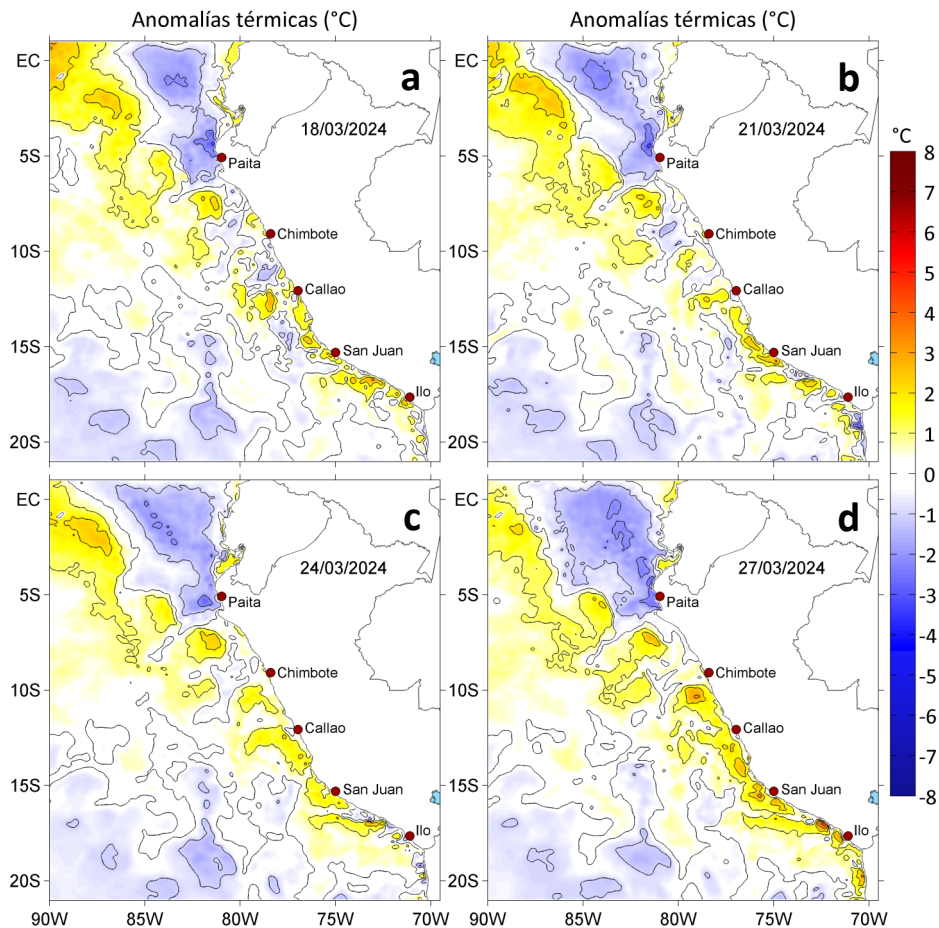 Anomalías térmicas (°C)
Anomalías térmicas (°C)
EC
5S
10S
15S
20S
a
18/03/2024
Paita
Chimbote
Callao
San Juan
Ilo
EC
5S
10S
15S
20S
b
21/03/2024
Paita
Chimbote
Callao
San Juan
Ilo
°C
8
7
6
5
4
3
2
1
0
-1
-2
-3
-4
-5
-6
-7
-8
EC
5S
10S
15S
20S
c
24/03/2024
Paita
Chimbote
Callao
San Juan
Ilo
90W 85W 80W 75W 70W
EC
5S
10S
15S
20S
d
27/03/2024
Paita
Chimbote
Callao
San Juan
Ilo
90W 85W 80W 75W 70W